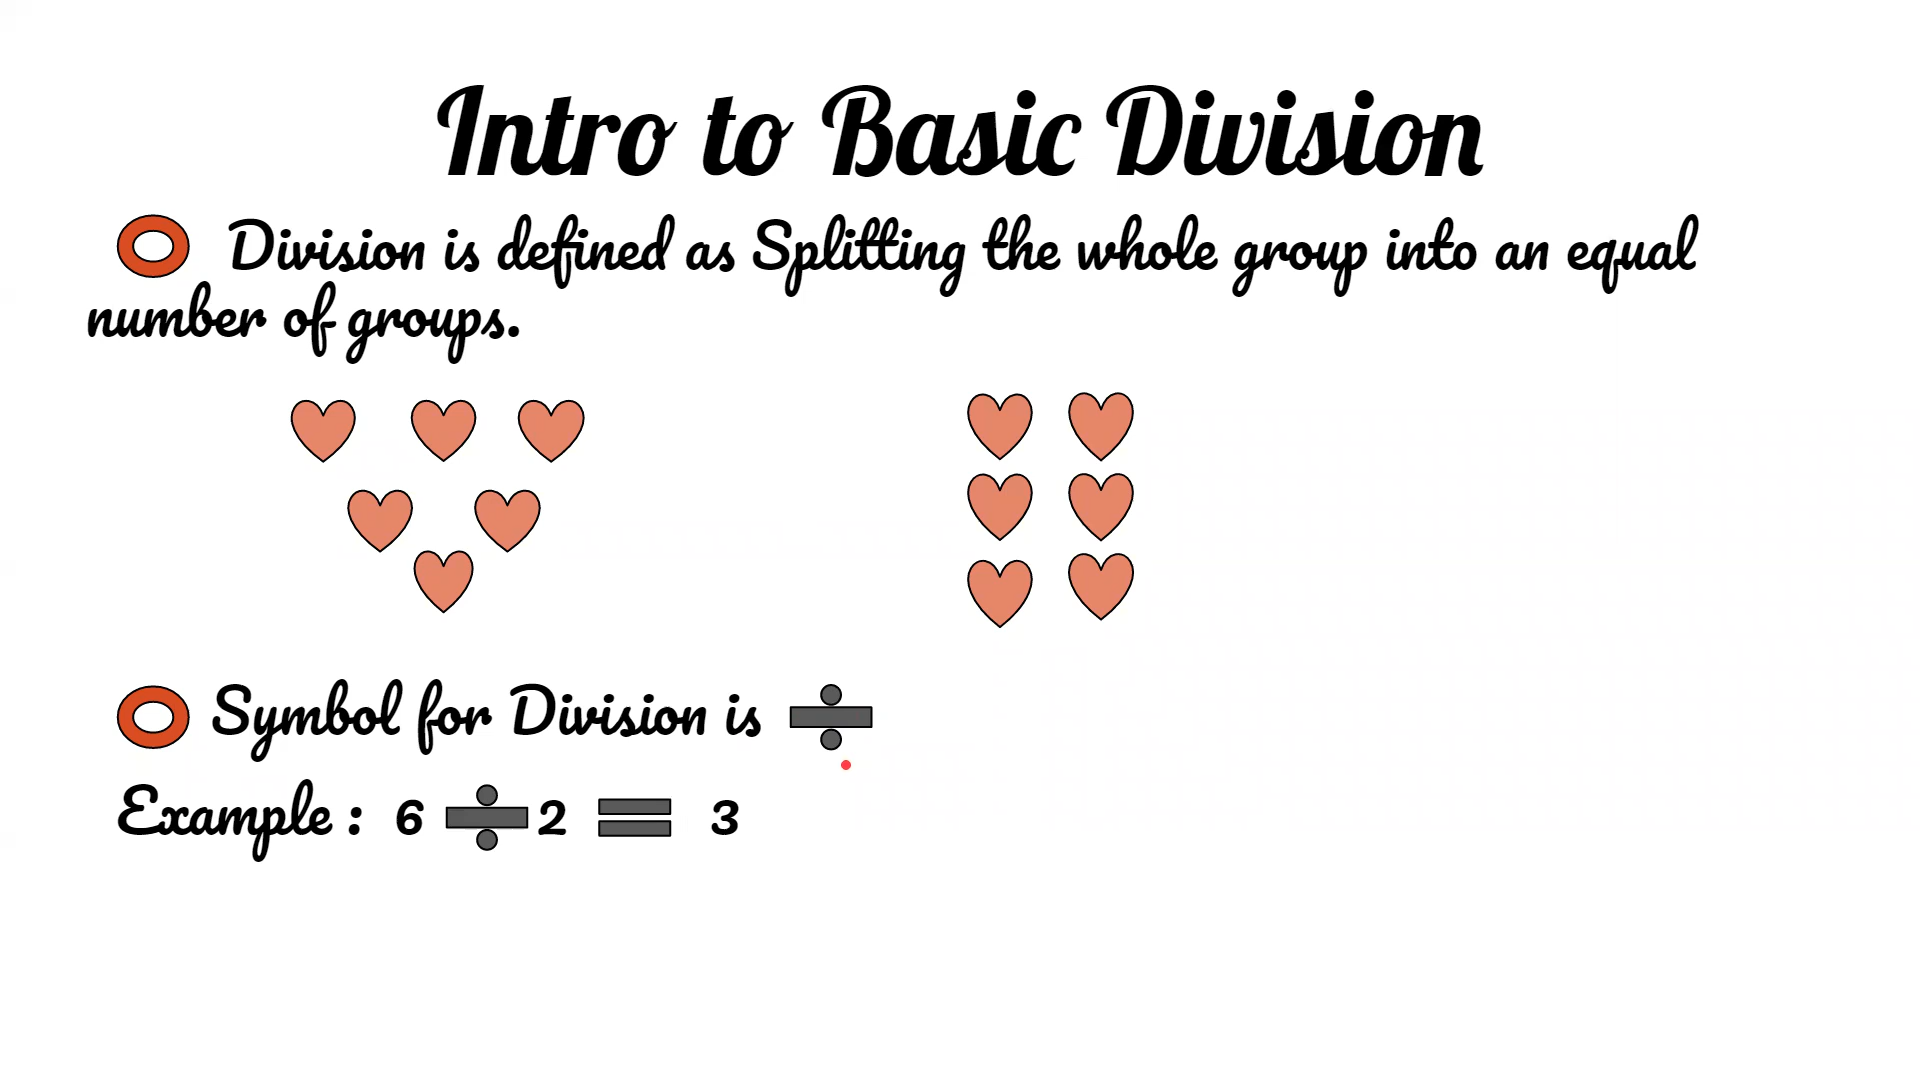 Intro to Basic Division
Division is defined as Splitting the whole group into an equal
number of groups.
Symbol for Division is ÷
Example : 6 ÷ 2 = 3